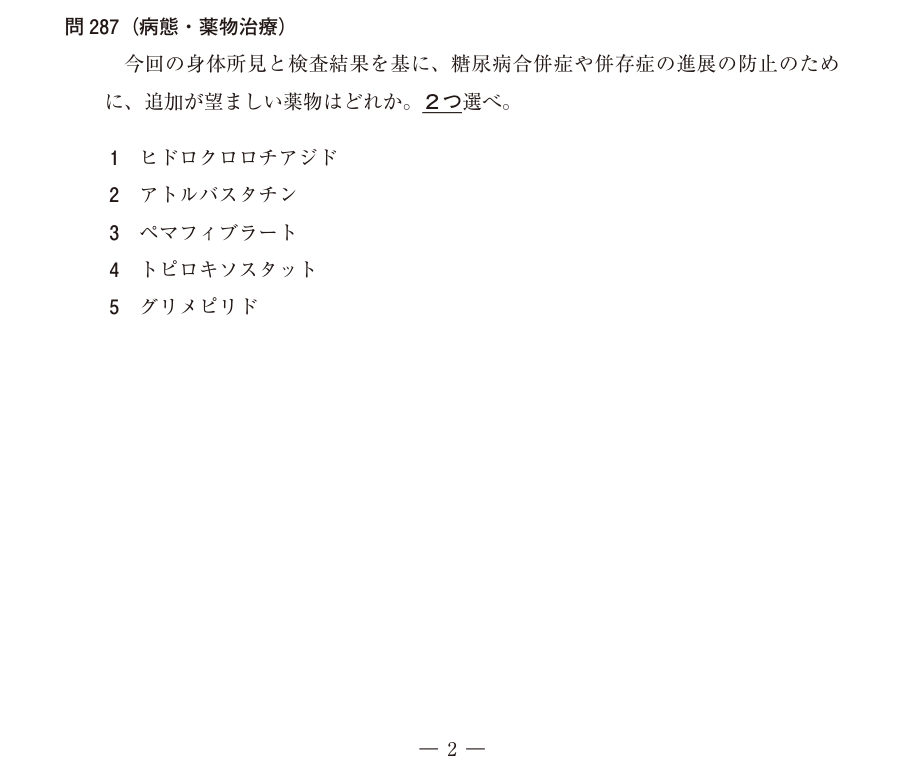 問 287（病態・薬物治療）
今回の身体所見と検査結果を基に、糖尿病合併症や併存症の進展の防止のため
に、追加が望ましい薬物はどれか。２つ選べ。
1 ヒドロクロロチアジド
2 アトルバスタチン
3 ペマフィブラート
4 トピロキソスタット
5 グリメピリド
— 2 —